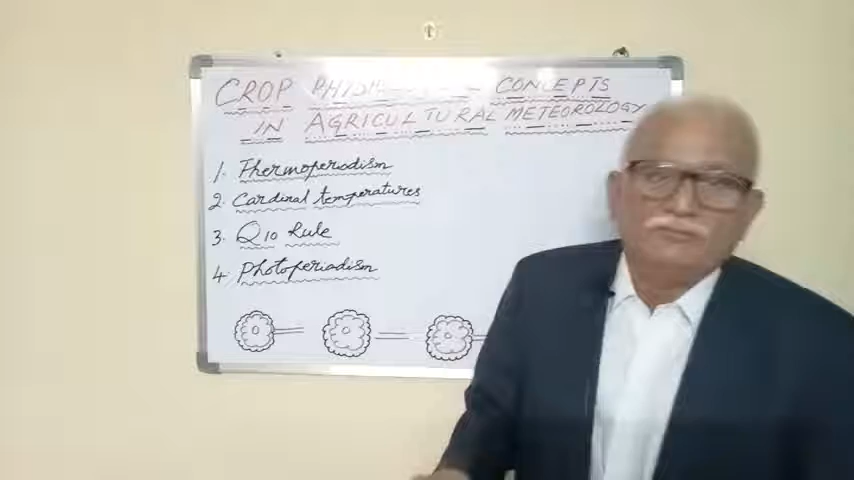 CROP CONCEPTS
IN AGRICULTURAL METEOROLOGY
1. Thermoperiodism
2. Cardinal temperatures
3. Q10 Rule
4. Photoperiodism